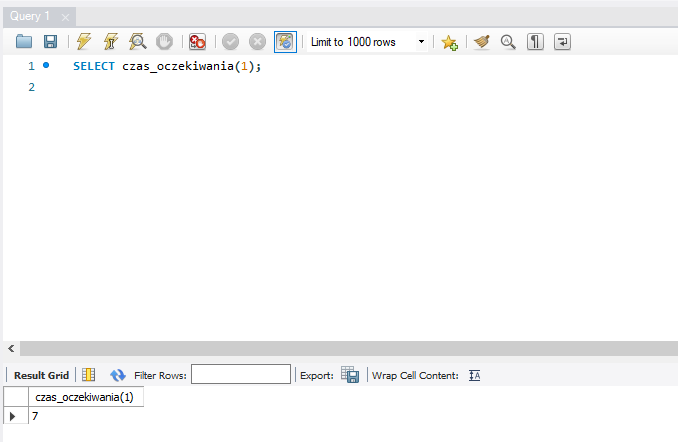 Query 1
Limit to 1000 rows
1 SELECT czas_oczekiwania(1);
2
Result Grid Filter Rows: Export: Wrap Cell Content: IA
czas_oczekiwania(1)
7